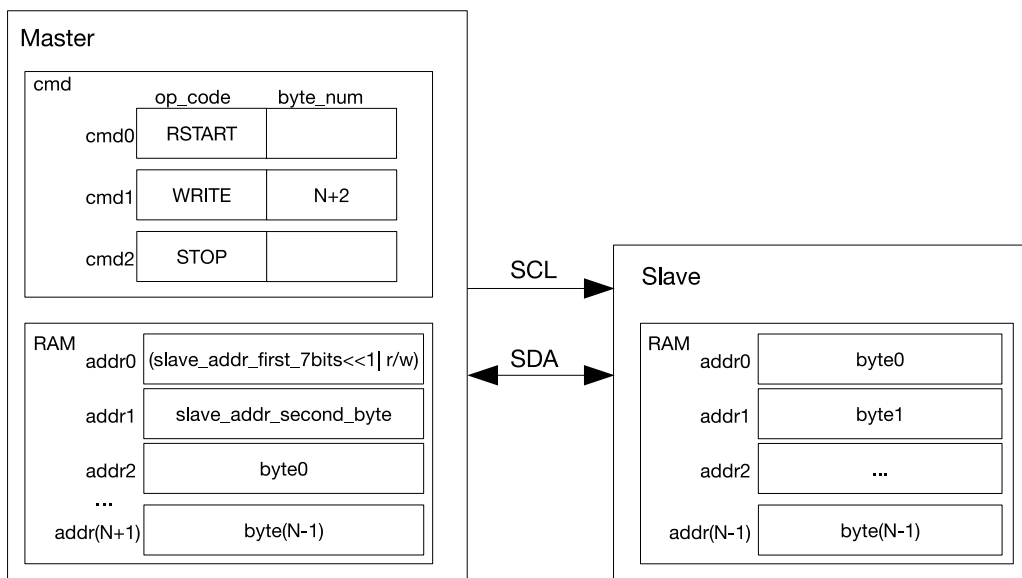 Master
cmd
op_code byte_num
cmd0 RSTART
cmd1 WRITE N+2
cmd2 STOP
RAM
addr0 (slave_addr_first_7bits<<1| r/w)
addr1 slave_addr_second_byte
addr2 byte0
...
addr(N+1) byte(N-1)
SCL
SDA
Slave
RAM
addr0 byte0
addr1 byte1
addr2 ...
addr(N-1) byte(N-1)